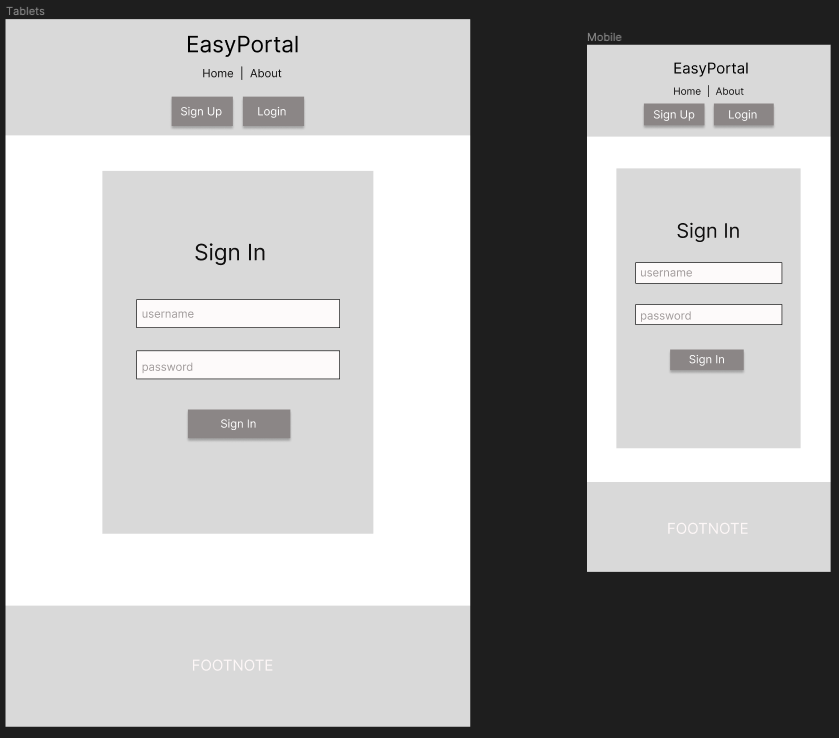 Tablets
EasyPortal
Home | About
Sign Up Login
Sign In
username
password
Sign In
FOOTNOTE
Mobile
EasyPortal
Home | About
Sign Up Login
Sign In
username
password
Sign In
FOOTNOTE